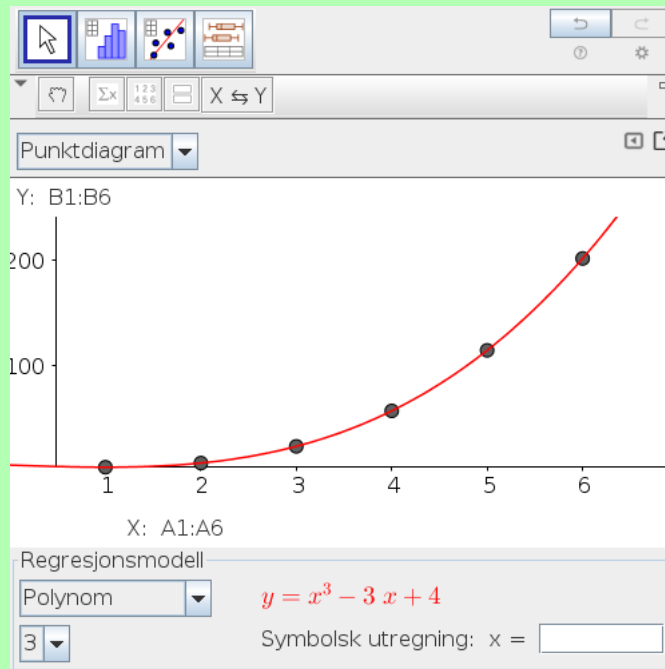 Σx 123 456 X ⇆ Y
Punktdiagram
Y: B1:B6
200
100
1 2 3 4 5 6
X: A1:A6
Regresjonsmodell
Polynom y = x³ − 3 x + 4
3 Symbolsk utregning: x =